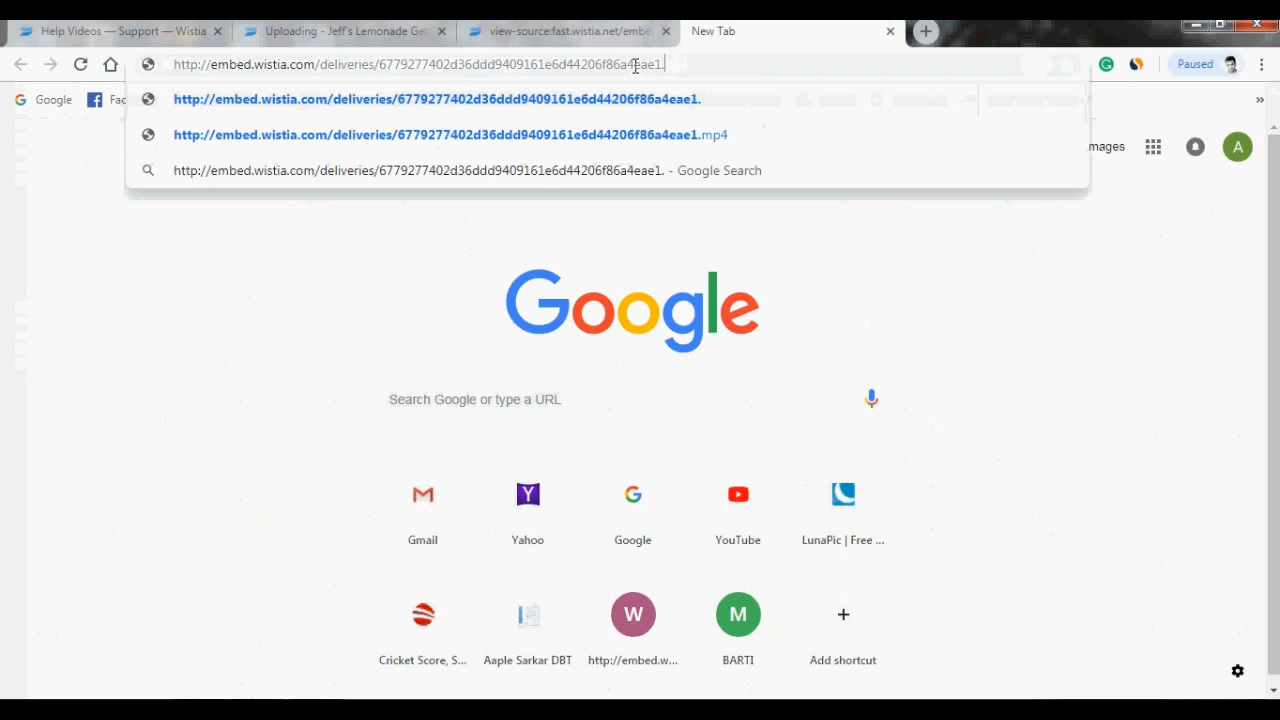 Help Videos — Support — Wistia
Uploading - Jeff's Lemonade Ge
view-source:fast.wistia.net/embe
New Tab
http://embed.wistia.com/deliveries/6779277402d36ddd9409161e6d44206f86a4eae1.
Paused
Google
Fac
http://embed.wistia.com/deliveries/6779277402d36ddd9409161e6d44206f86a4eae1.
http://embed.wistia.com/deliveries/6779277402d36ddd9409161e6d44206f86a4eae1.mp4
mages
A
http://embed.wistia.com/deliveries/6779277402d36ddd9409161e6d44206f86a4eae1. - Google Search
Google
Search Google or type a URL
Gmail
Yahoo
Google
YouTube
LunaPic | Free ...
W
M
Cricket Score, S...
Aaple Sarkar DBT
http://embed.w...
BARTI
Add shortcut